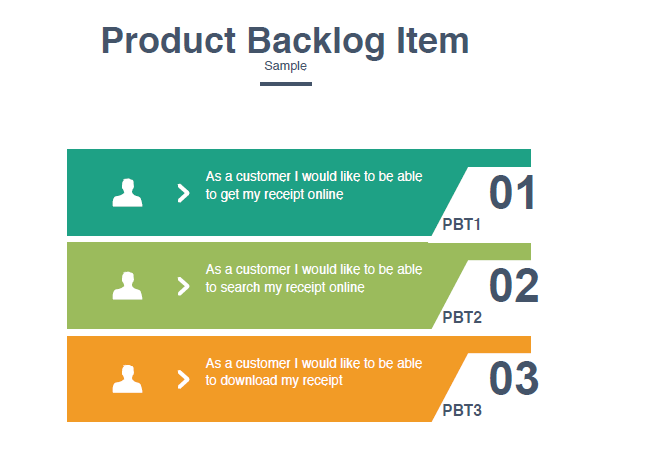 Product Backlog Item
Sample
As a customer I would like to be able
to get my receipt online
01
PBT1
As a customer I would like to be able
to search my receipt online
02
PBT2
As a customer I would like to be able
to download my receipt
03
PBT3